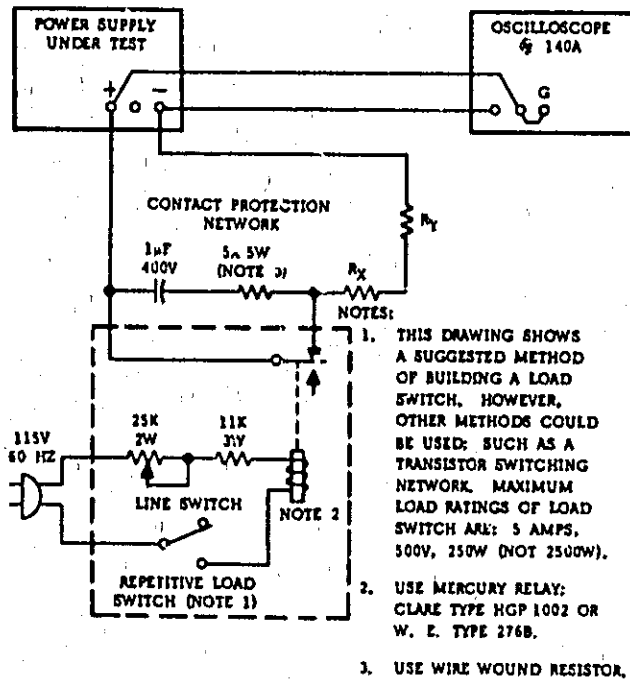 POWER SUPPLY
UNDER TEST
OSCILLOSCOPE
hp 140A
+
-
G
CONTACT PROTECTION
NETWORK
1µF
400V
5Ω 5W
(NOTE 3)
RX
RY
NOTES:
1. THIS DRAWING SHOWS
A SUGGESTED METHOD
OF BUILDING A LOAD
SWITCH. HOWEVER,
OTHER METHODS COULD
BE USED; SUCH AS A
TRANSISTOR SWITCHING
NETWORK. MAXIMUM
LOAD RATINGS OF LOAD
SWITCH ARE: 5 AMPS,
500V, 250W (NOT 2500W).
2. USE MERCURY RELAY;
CLARE TYPE HGP 1002 OR
W. E. TYPE 276B.
3. USE WIRE WOUND RESISTOR.
115V
60 HZ
25K
2W
11K
3W
LINE SWITCH
NOTE 2
REPETITIVE LOAD
SWITCH (NOTE 1)